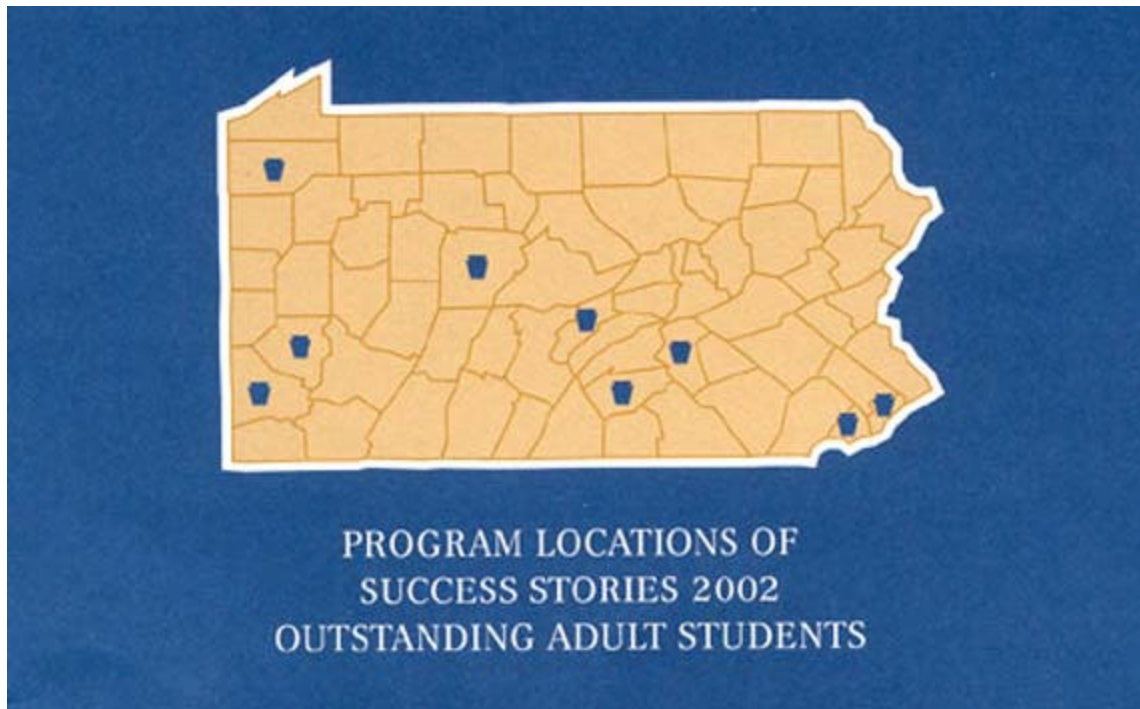 PROGRAM LOCATIONS OF
SUCCESS STORIES 2002
OUTSTANDING ADULT STUDENTS